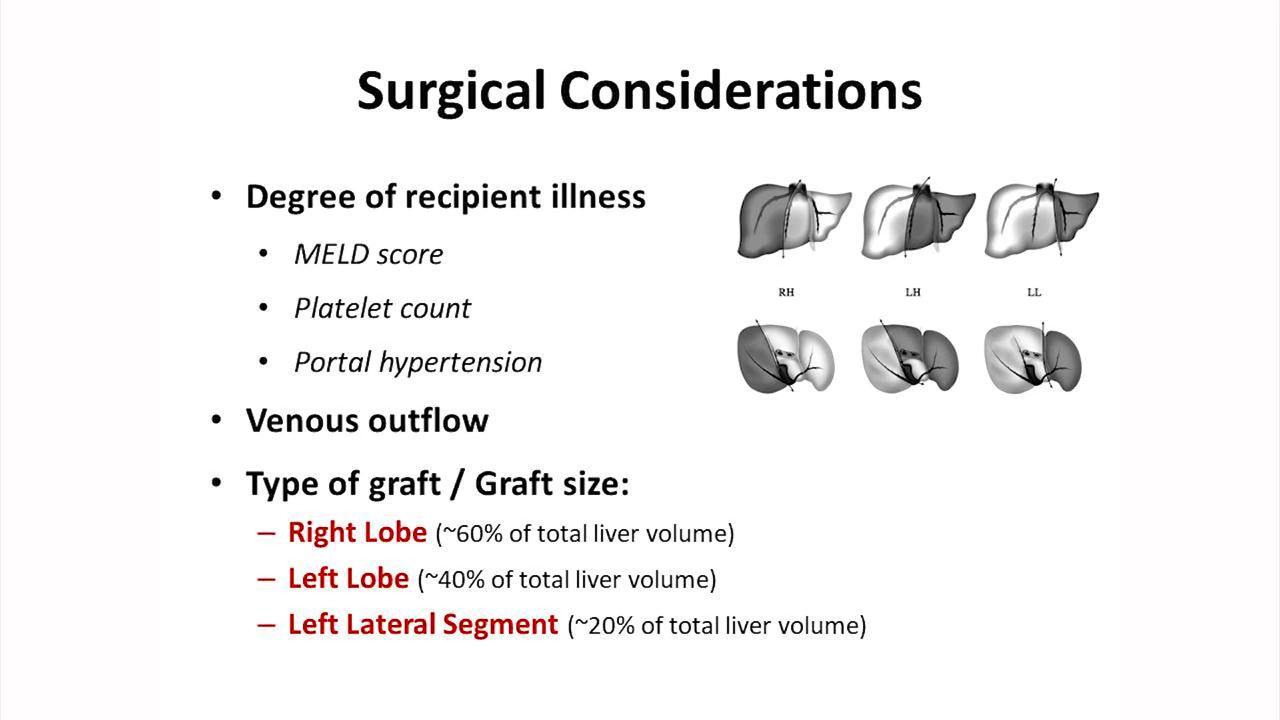 Surgical Considerations
• Degree of recipient illness
• MELD score
• Platelet count
• Portal hypertension
• Venous outflow
• Type of graft / Graft size:
– Right Lobe (~60% of total liver volume)
– Left Lobe (~40% of total liver volume)
– Left Lateral Segment (~20% of total liver volume)
RH LH LL